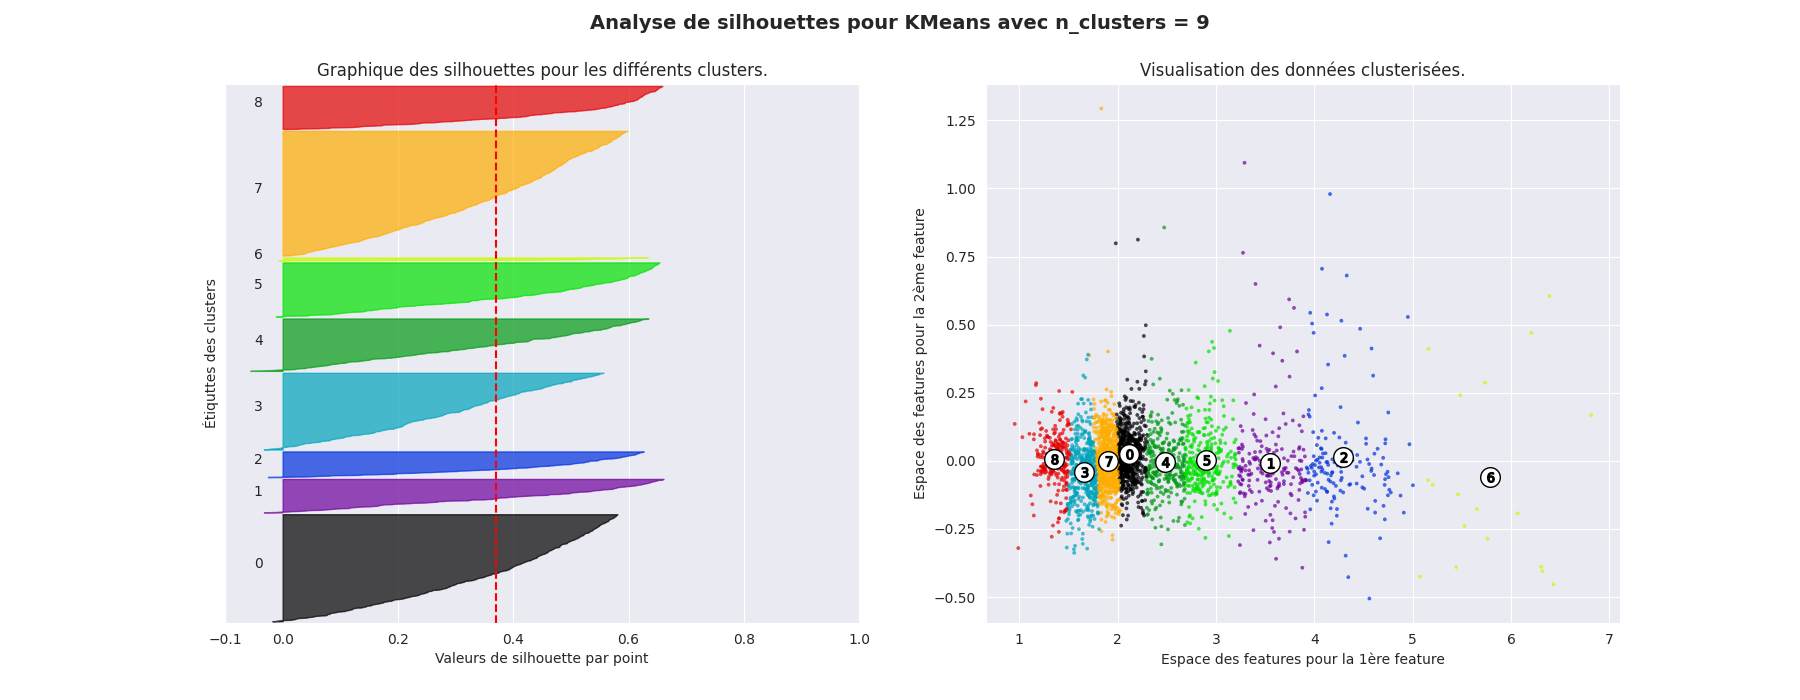 Analyse de silhouettes pour KMeans avec n_clusters = 9
Graphique des silhouettes pour les différents clusters.
Étiquttes des clusters
8
7
6
5
4
3
2
1
0
−0.1 0.0 0.2 0.4 0.6 0.8 1.0
Valeurs de silhouette par point
Visualisation des données clusterisées.
Espace des features pour la 2ème feature
1.25
1.00
0.75
0.50
0.25
0.00
−0.25
−0.50
8 3 7 0 4 5 1 2 6
1 2 3 4 5 6 7
Espace des features pour la 1ère feature